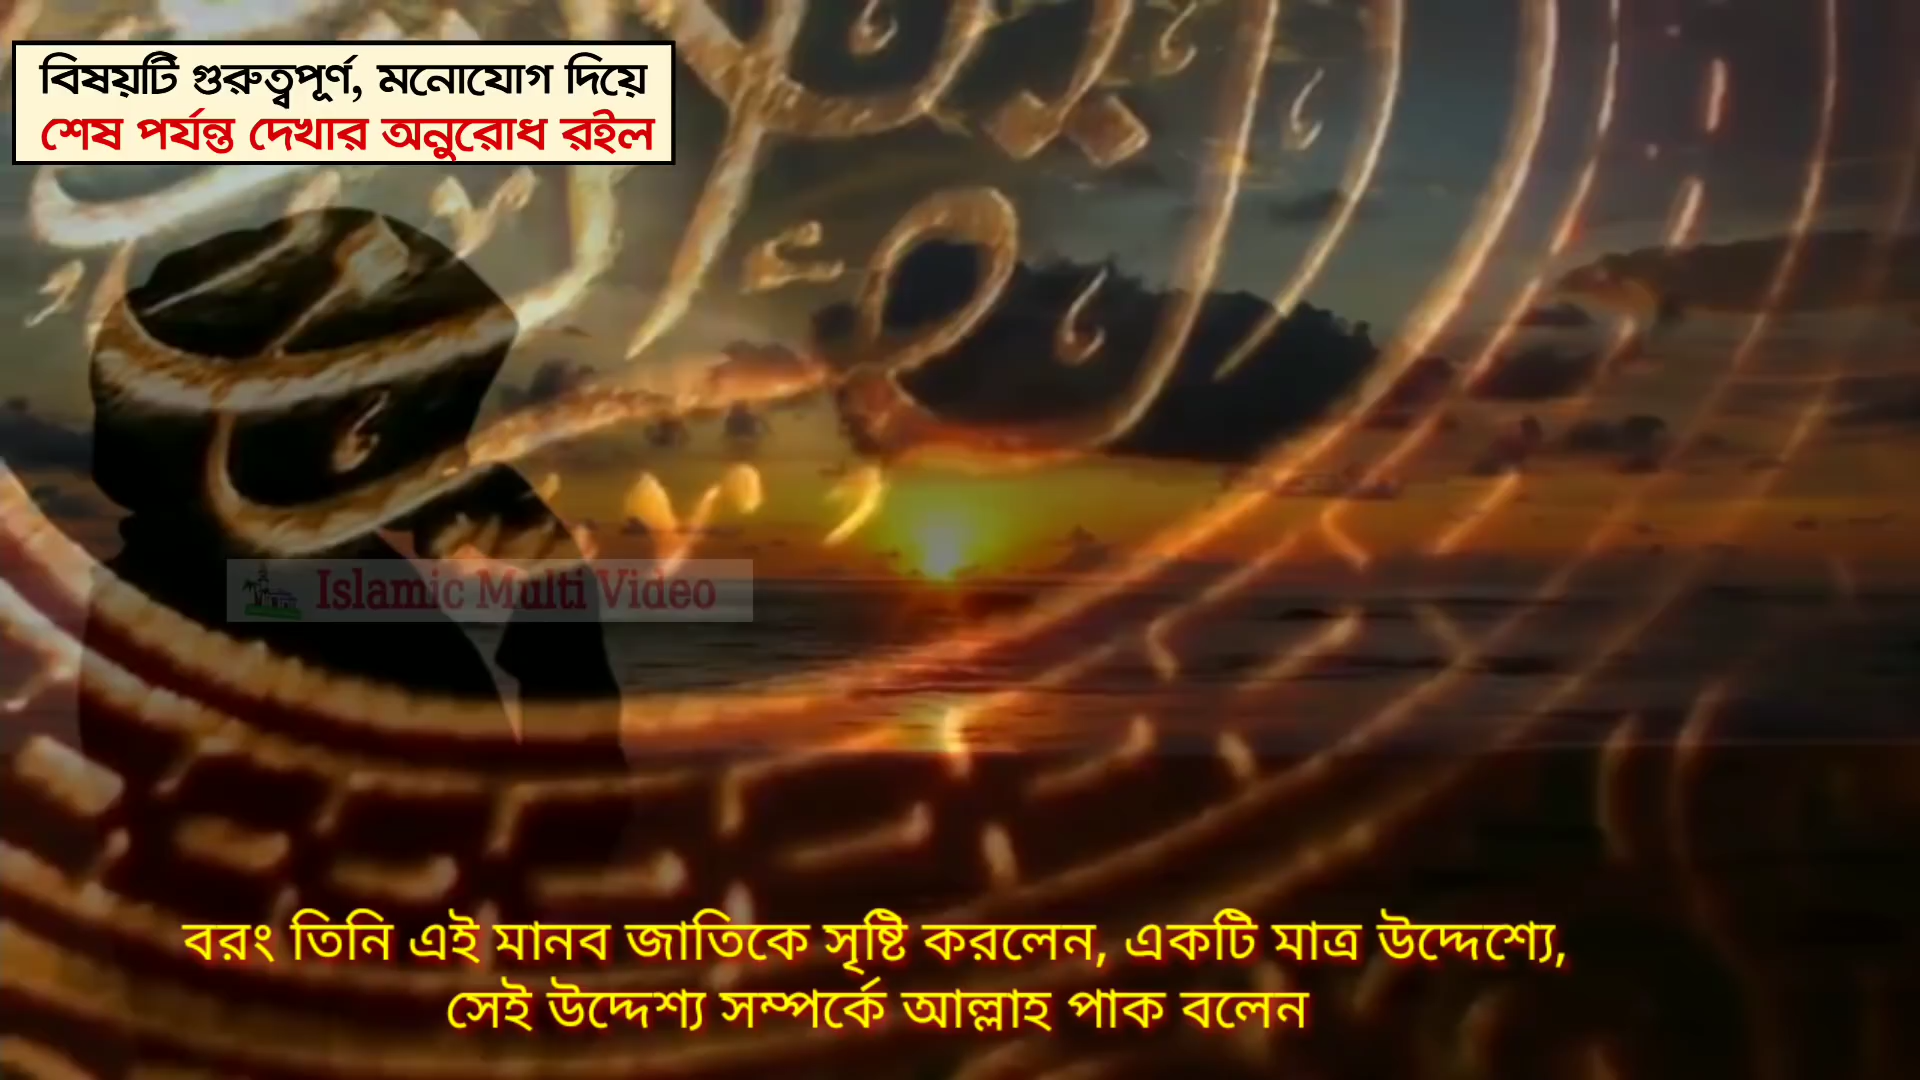 বিষয়টি গুরুত্বপূর্ণ, মনোযোগ দিয়ে
শেষ পর্যন্ত দেখার অনুরোধ রইল
Islamic Multi Video
বরং তিনি এই মানব জাতিকে সৃষ্টি করলেন, একটি মাত্র উদ্দেশ্যে,
সেই উদ্দেশ্য সম্পর্কে আল্লাহ পাক বলেন